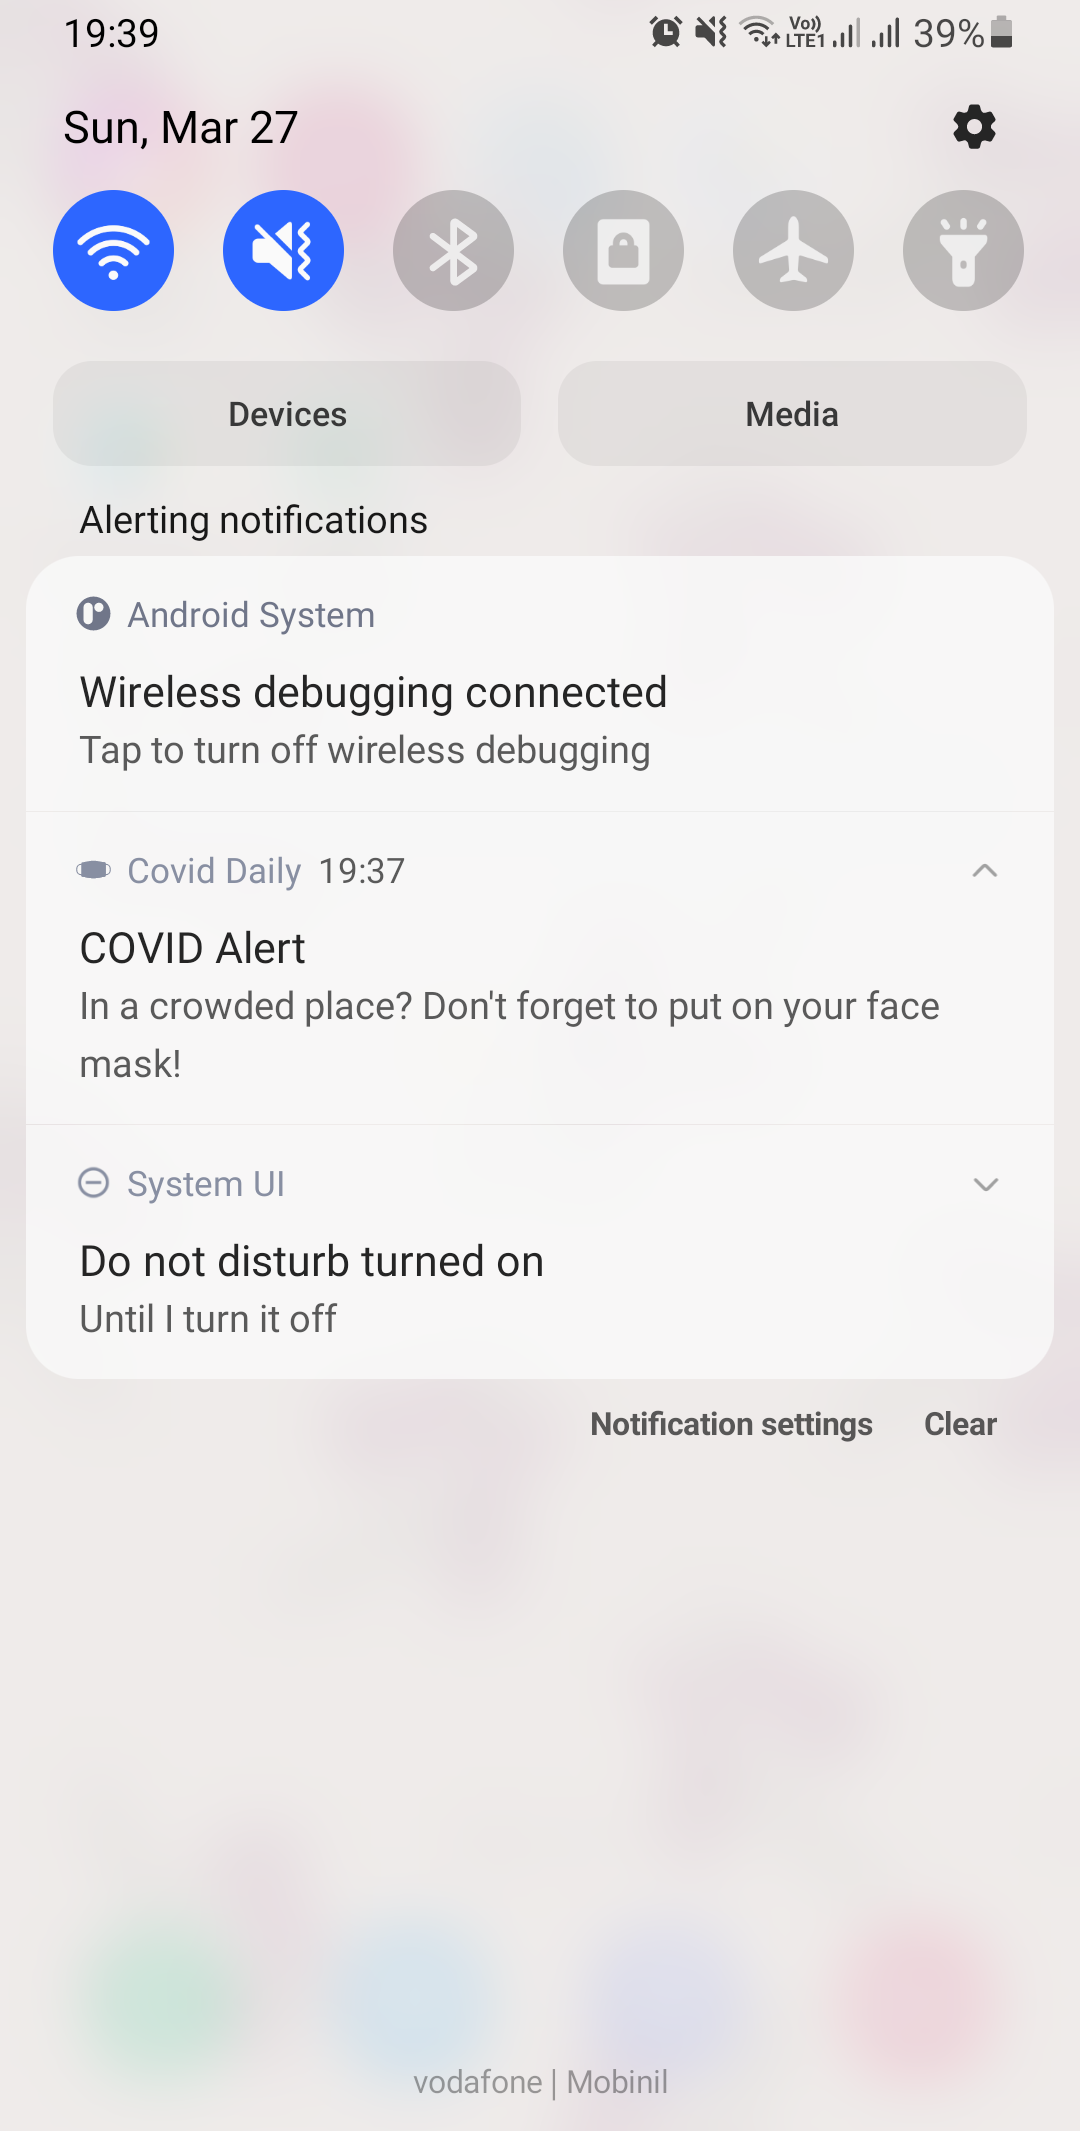 19:39
Vo)) LTE1 39%
Sun, Mar 27
Devices Media
Alerting notifications
Android System
Wireless debugging connected
Tap to turn off wireless debugging
Covid Daily 19:37
COVID Alert
In a crowded place? Don't forget to put on your face
mask!
System UI
Do not disturb turned on
Until I turn it off
Notification settings Clear
vodafone | Mobinil